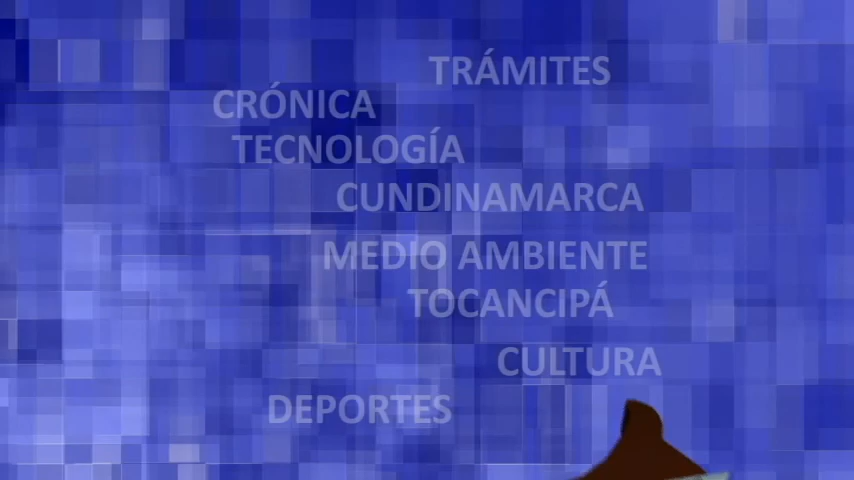 TRÁMITES
CRÓNICA
TECNOLOGÍA
CUNDINAMARCA
MEDIO AMBIENTE
TOCANCIPÁ
CULTURA
DEPORTES